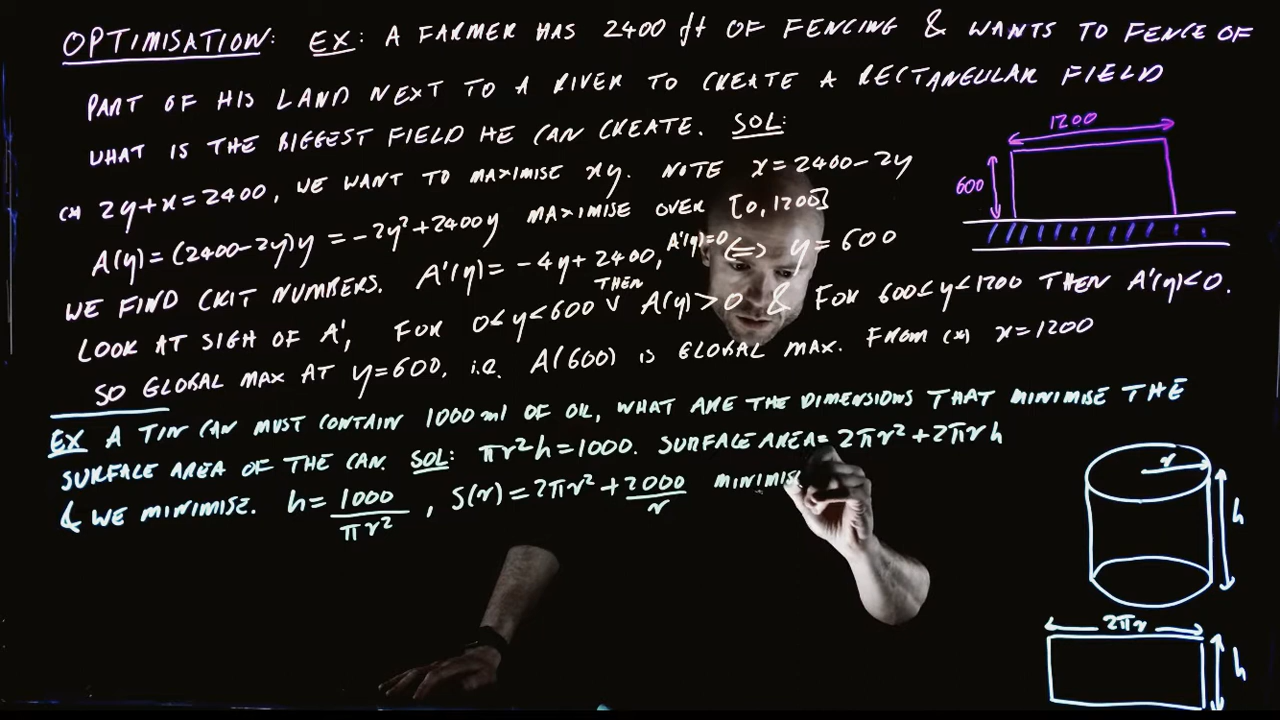 OPTIMISATION: EX: A FARMER HAS 2400 ft OF FENCING & WANTS TO FENCE OF
PART OF HIS LAND NEXT TO A RIVER TO CREATE A RECTANGULAR FIELD
WHAT IS THE BIGGEST FIELD HE CAN CREATE. SOL:
(*) 2y+x=2400, WE WANT TO MAXIMISE xy. NOTE x=2400-2y
A(y)=(2400-2y)y=-2y²+2400y MAXIMISE OVER [0,1200]
WE FIND CRIT NUMBERS. A'(y)=-4y+2400, A'(y)=0 ⟺ y=600
LOOK AT SIGN OF A', FOR 0<y<600 THEN A(y)>0 & FOR 600<y<1200 THEN A'(y)<0.
SO GLOBAL MAX AT y=600, i.e. A(600) IS GLOBAL MAX. FROM (*) x=1200
1200
600
EX A TIN CAN MUST CONTAIN 1000ml OF OIL, WHAT ARE THE DIMENSIONS THAT MINIMISE THE
SURFACE AREA OF THE CAN. SOL: πr²h=1000. SURFACE AREA=2πr²+2πrh
& WE MINIMISE. h=1000/πr², S(r)=2πr²+2000/r MINIMIS
r
h
2πr
h